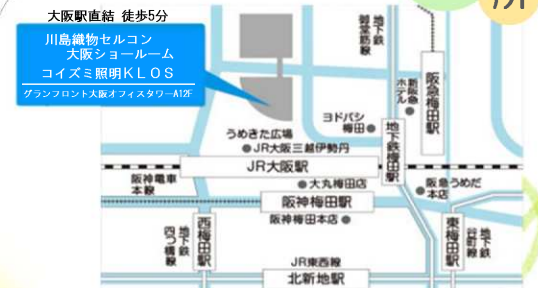 大阪駅直結 徒歩5分
川島織物セルコン
大阪ショールーム
コイズミ照明KLOS
グランフロント大阪オフィスタワーA12F
地下鉄
御堂筋線
新阪急
ホテル
阪急梅田駅
ヨドバシ
梅田
地下鉄梅田駅
うめきた広場
JR大阪三越伊勢丹
JR大阪駅
阪神電車
本線
大丸梅田店
阪急うめだ
本店
阪神梅田駅
阪神梅田本店
地下鉄
四つ橋線
西梅田駅
東梅田駅
地下鉄
谷町線
JR東西線
北新地駅